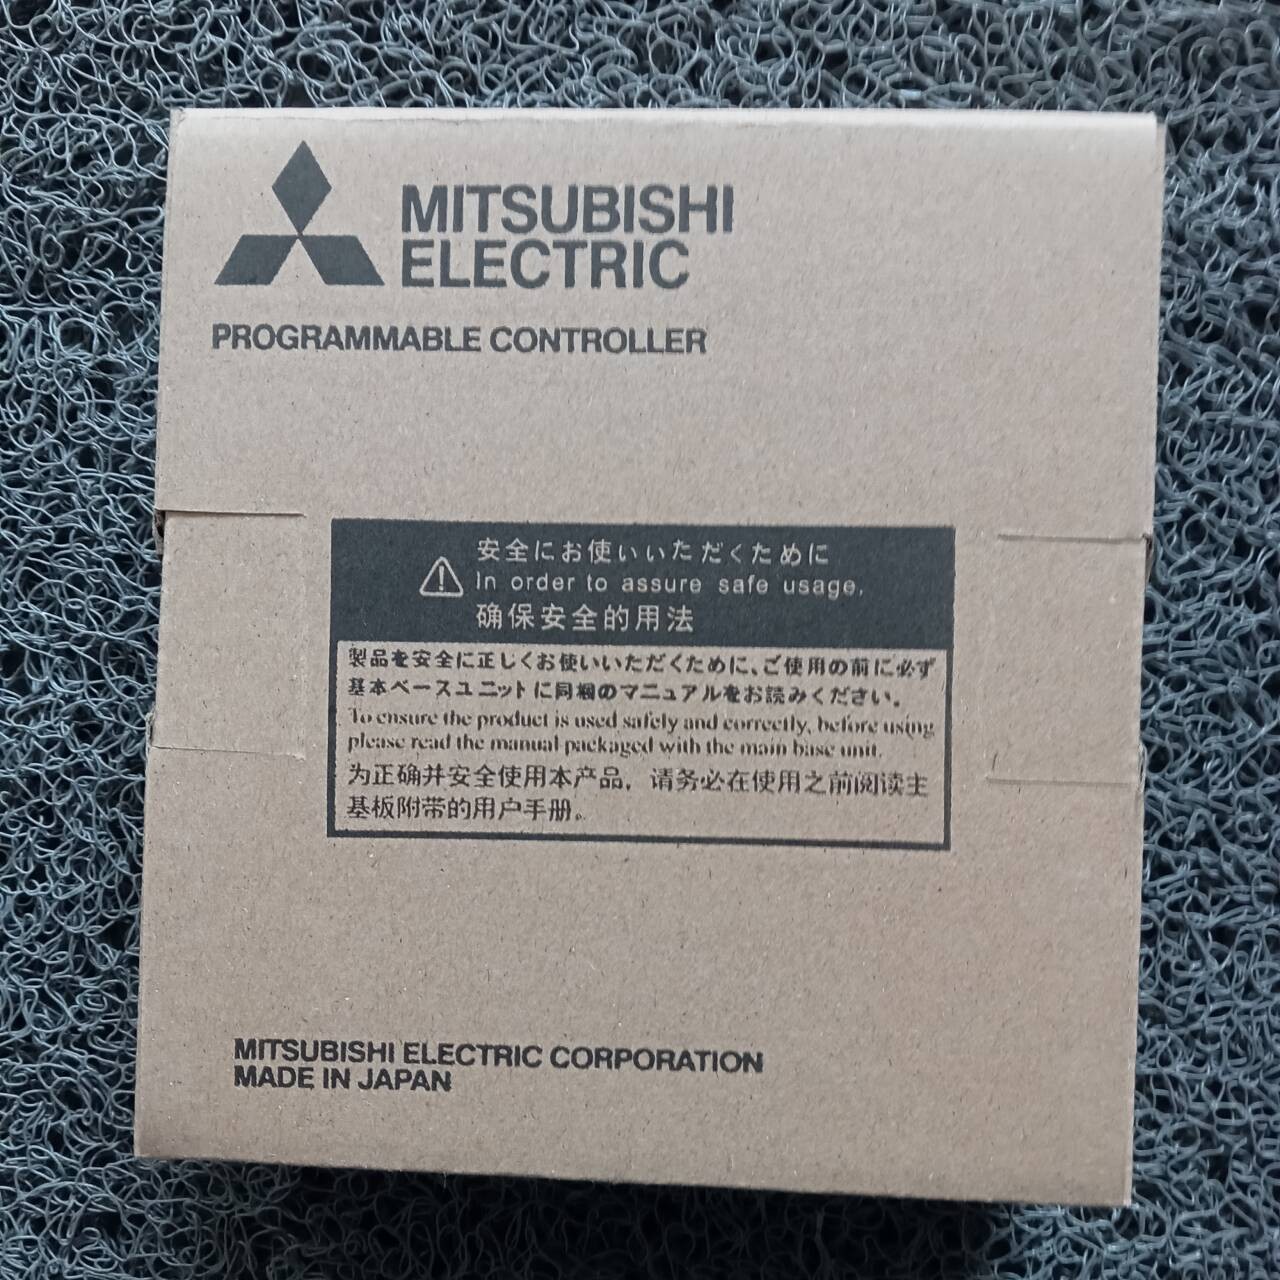 MITSUBISHI
ELECTRIC
PROGRAMMABLE CONTROLLER
安全にお使いいただくために
In order to assure safe usage.
确保安全的用法
製品を安全に正しくお使いいただくために、ご使用の前に必ず
基本ベースユニットに同梱のマニュアルをお読みください。
To ensure the product is used safely and correctly, before using
please read the manual packaged with the main base unit.
为正确并安全使用本产品，请务必在使用之前阅读主
基板附带的用户手册。
MITSUBISHI ELECTRIC CORPORATION
MADE IN JAPAN